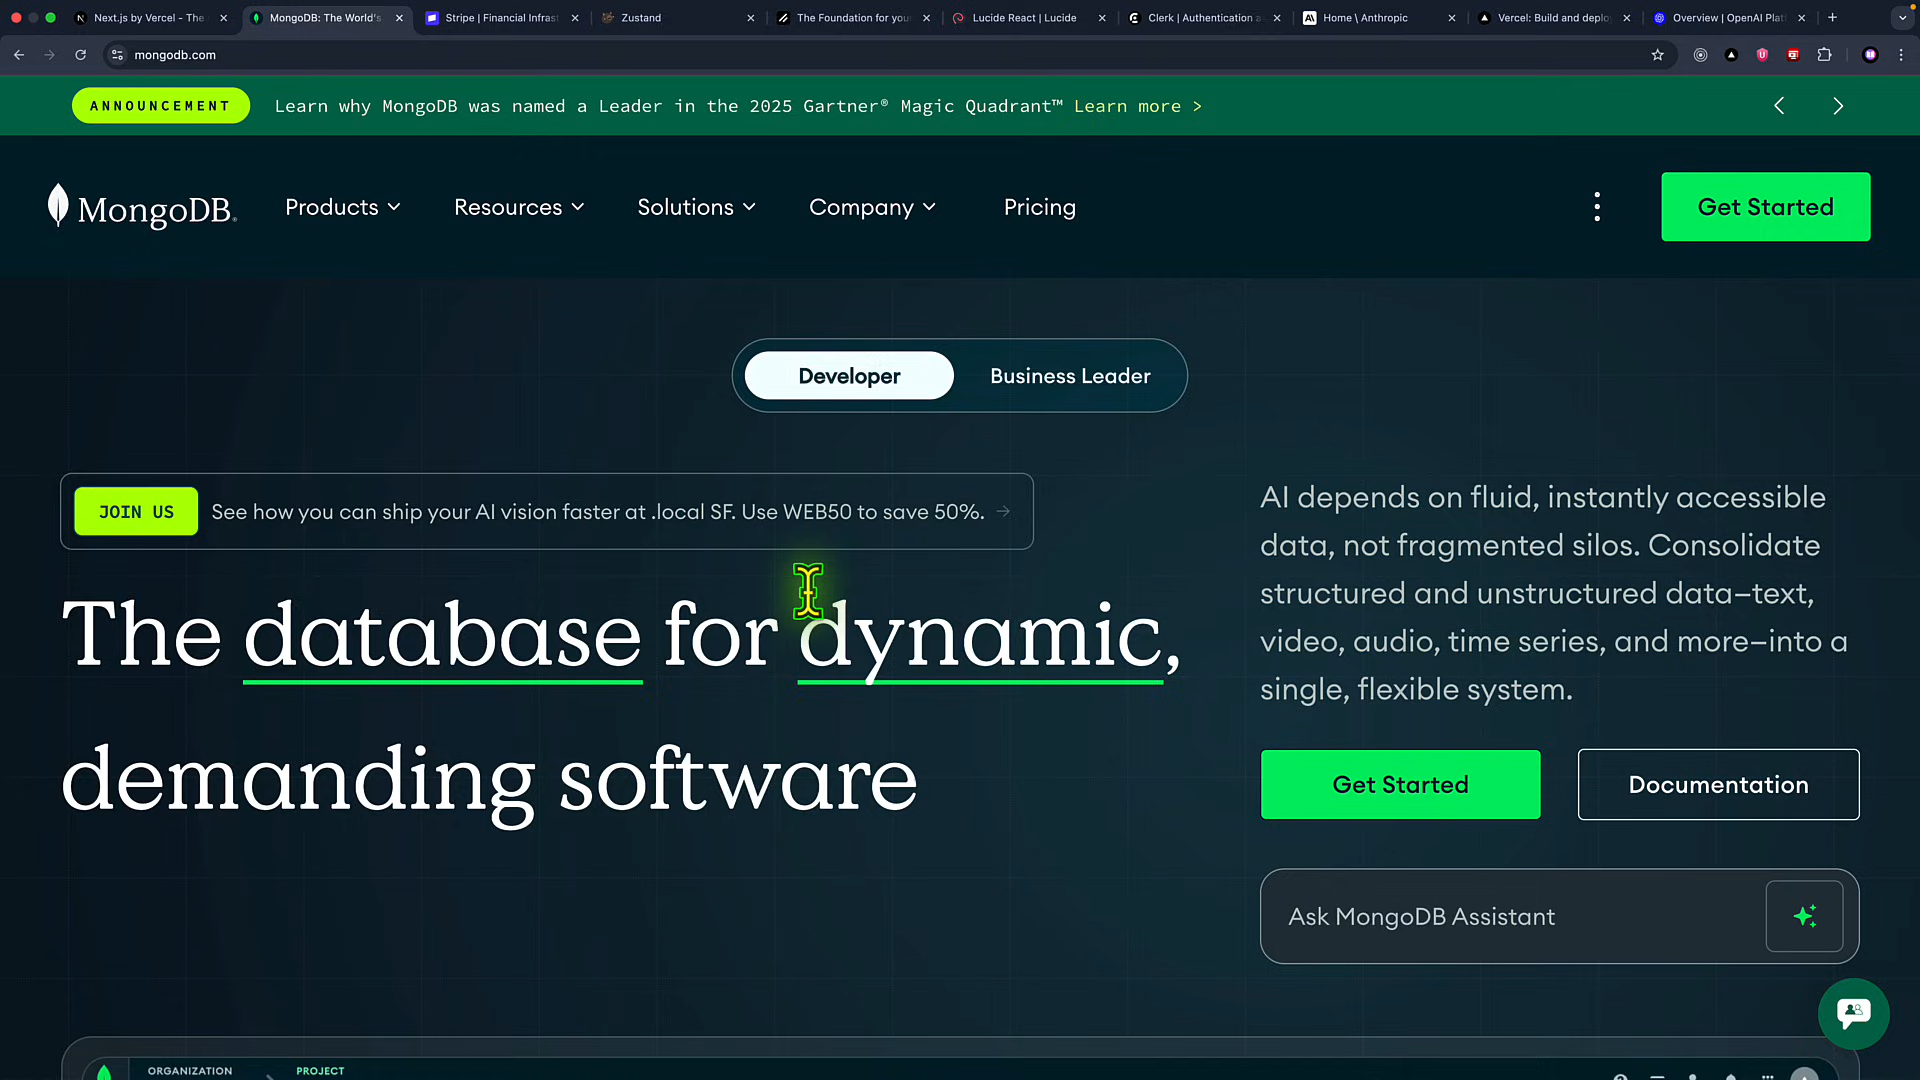 Next.js by Vercel - The
MongoDB: The World's
Stripe | Financial Infrast
Zustand
The Foundation for you
Lucide React | Lucide
Clerk | Authentication a
Home \ Anthropic
Vercel: Build and deplo
Overview | OpenAI Plat
mongodb.com
ANNOUNCEMENT
Learn why MongoDB was named a Leader in the 2025 Gartner® Magic Quadrant™ Learn more >
MongoDB®
Products
Resources
Solutions
Company
Pricing
Get Started
Developer
Business Leader
JOIN US
See how you can ship your AI vision faster at .local SF. Use WEB50 to save 50%. →
The database for dynamic,
demanding software
AI depends on fluid, instantly accessible
data, not fragmented silos. Consolidate
structured and unstructured data—text,
video, audio, time series, and more—into a
single, flexible system.
Get Started
Documentation
Ask MongoDB Assistant
ORGANIZATION
PROJECT